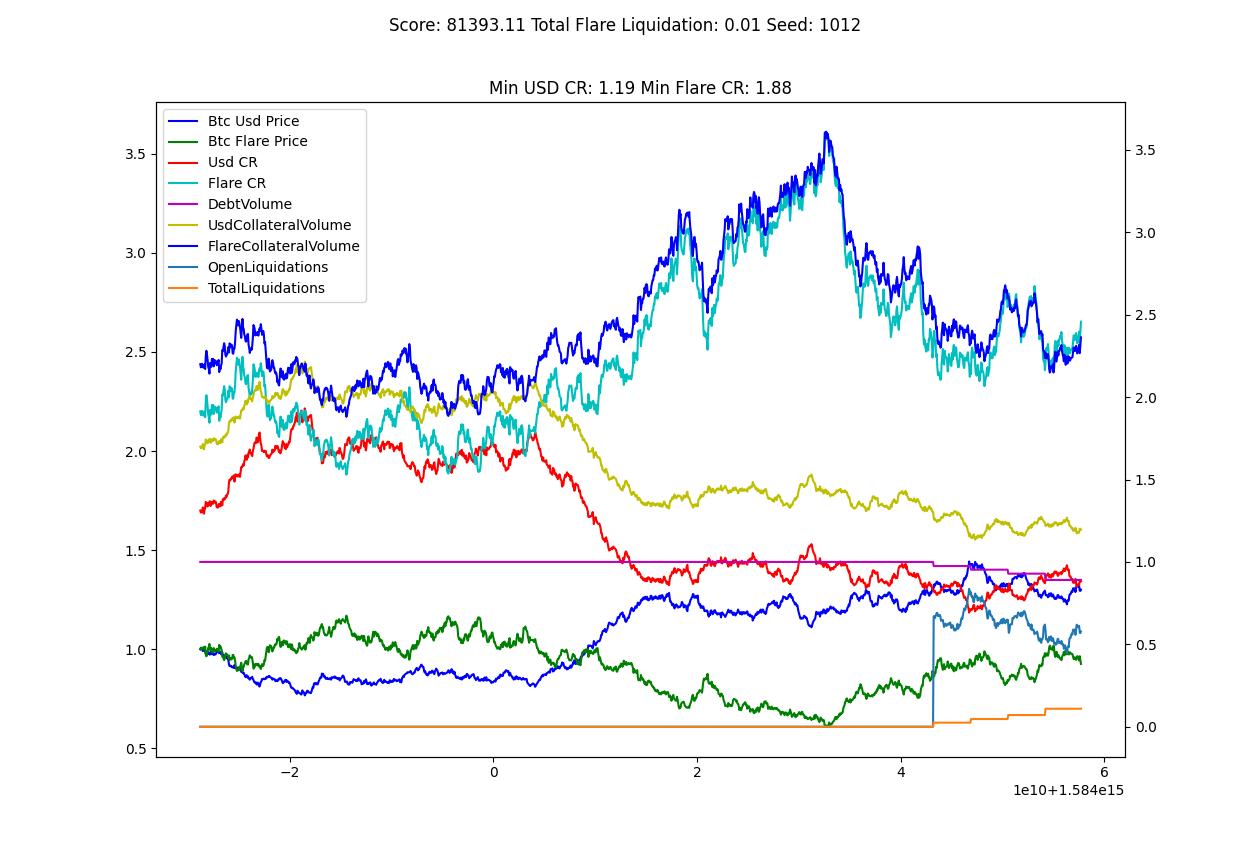 Score: 81393.11 Total Flare Liquidation: 0.01 Seed: 1012
Min USD CR: 1.19 Min Flare CR: 1.88
Btc Usd Price
Btc Flare Price
Usd CR
Flare CR
DebtVolume
UsdCollateralVolume
FlareCollateralVolume
OpenLiquidations
TotalLiquidations
3.5
3.0
2.5
2.0
1.5
1.0
0.5
3.5
3.0
2.5
2.0
1.5
1.0
0.5
0.0
−2
0
2
4
6
1e10+1.584e15